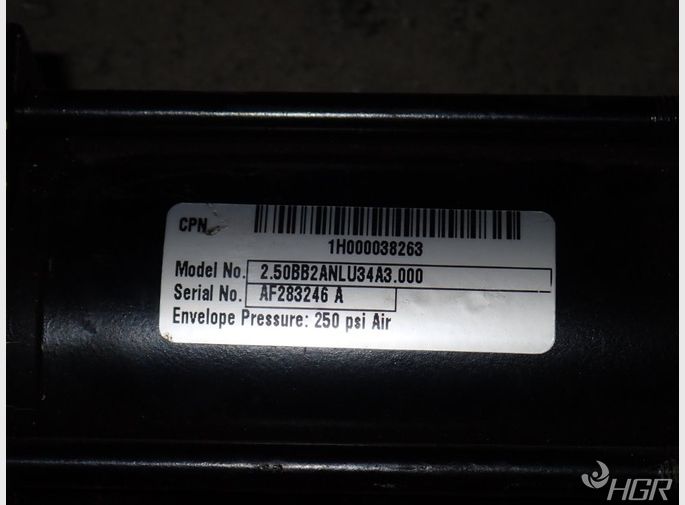 CPN
1H000038263
Model No. 2.50BB2ANLU34A3.000
Serial No. AF283246 A
Envelope Pressure: 250 psi Air
HGR